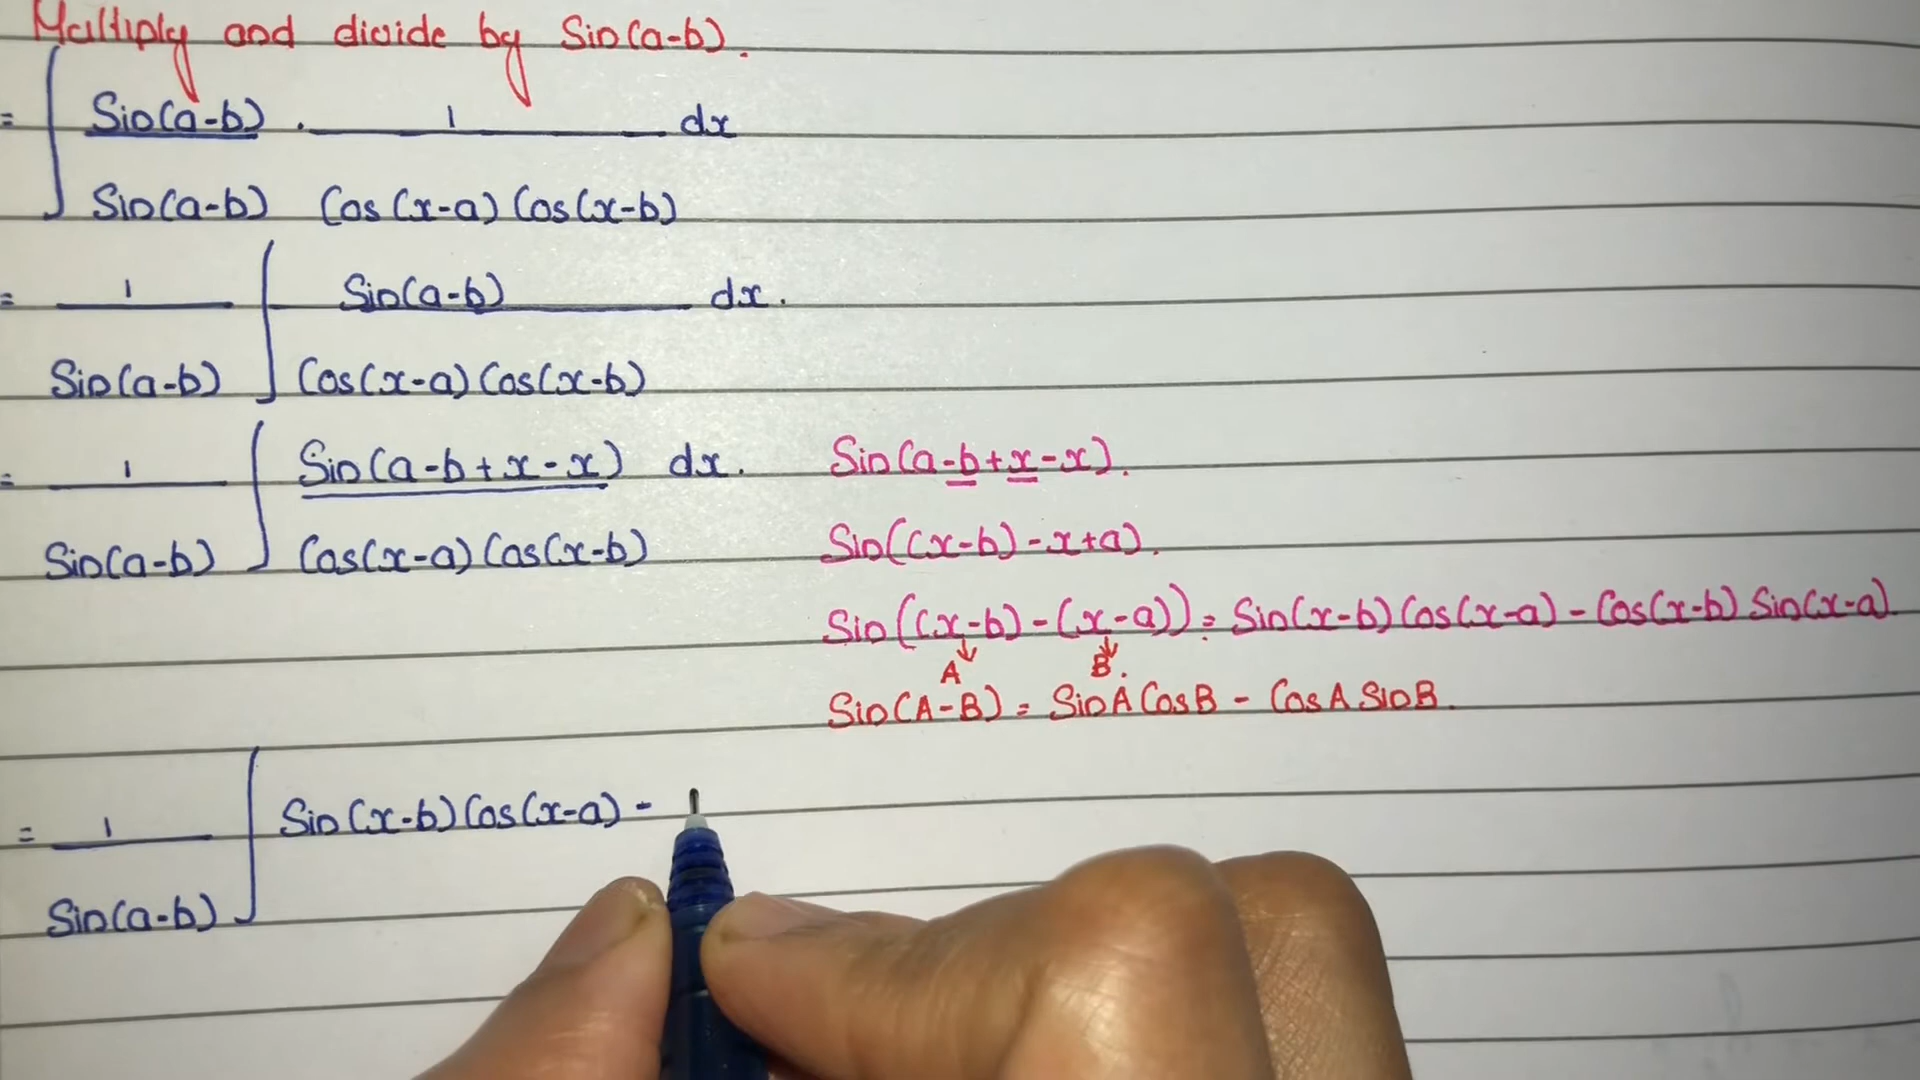 Multiply and divide by Sin(a-b).
= ∫ Sin(a-b) . 1 dx
Sin(a-b) Cos(x-a) Cos(x-b)
= 1 ∫ Sin(a-b) dx.
Sin(a-b) Cos(x-a) Cos(x-b)
= 1 ∫ Sin(a-b+x-x) dx. Sin(a-b+x-x).
Sin(a-b) Cos(x-a) Cos(x-b) Sin((x-b)-x+a).
Sin((x-b)-(x-a)) = Sin(x-b) Cos(x-a) - Cos(x-b) Sin(x-a)
A B.
Sin(A-B) = SinA CosB - CosA SinB.
= 1 ∫ Sin(x-b) Cos(x-a) -
Sin(a-b)